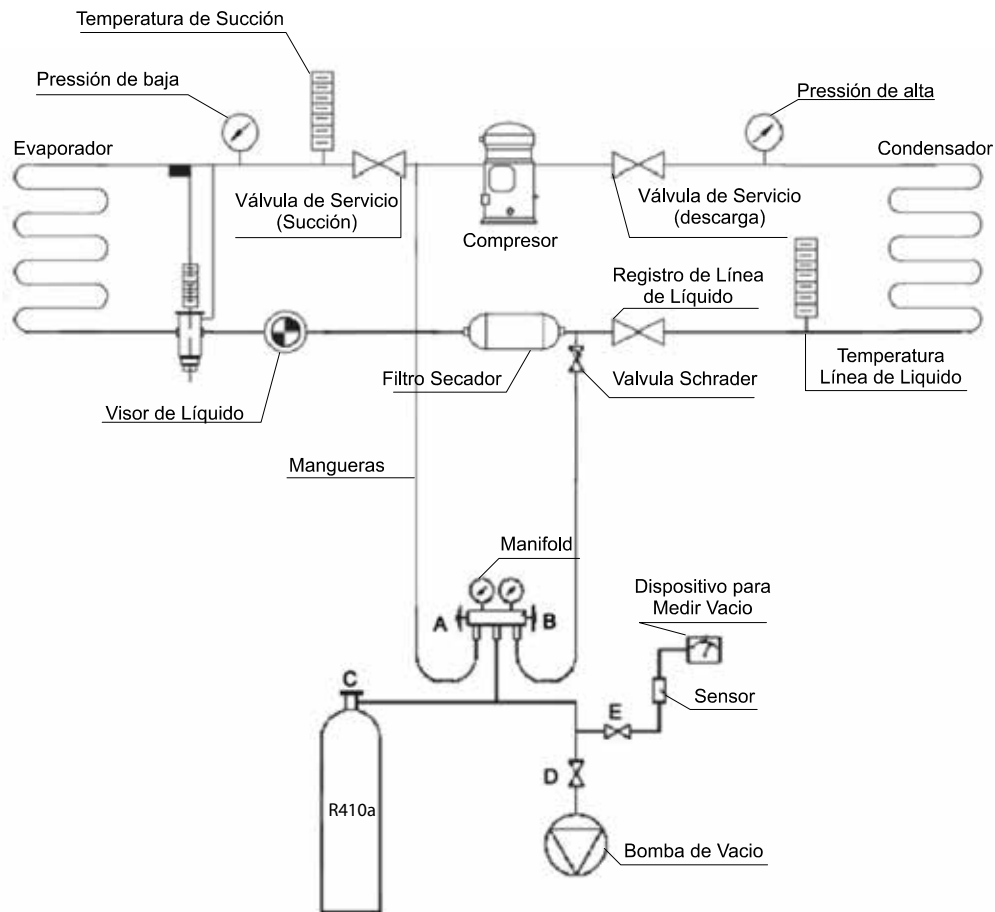 Temperatura de Succión
Pressión de baja
Pressión de alta
Evaporador
Condensador
Válvula de Servicio
(Succión)
Compresor
Válvula de Servicio
(descarga)
Registro de Línea
de Líquido
Filtro Secador
Valvula Schrader
Temperatura
Línea de Liquido
Visor de Líquido
Mangueras
Manifold
Dispositivo para
Medir Vacio
A
B
C
Sensor
E
D
R410a
Bomba de Vacio